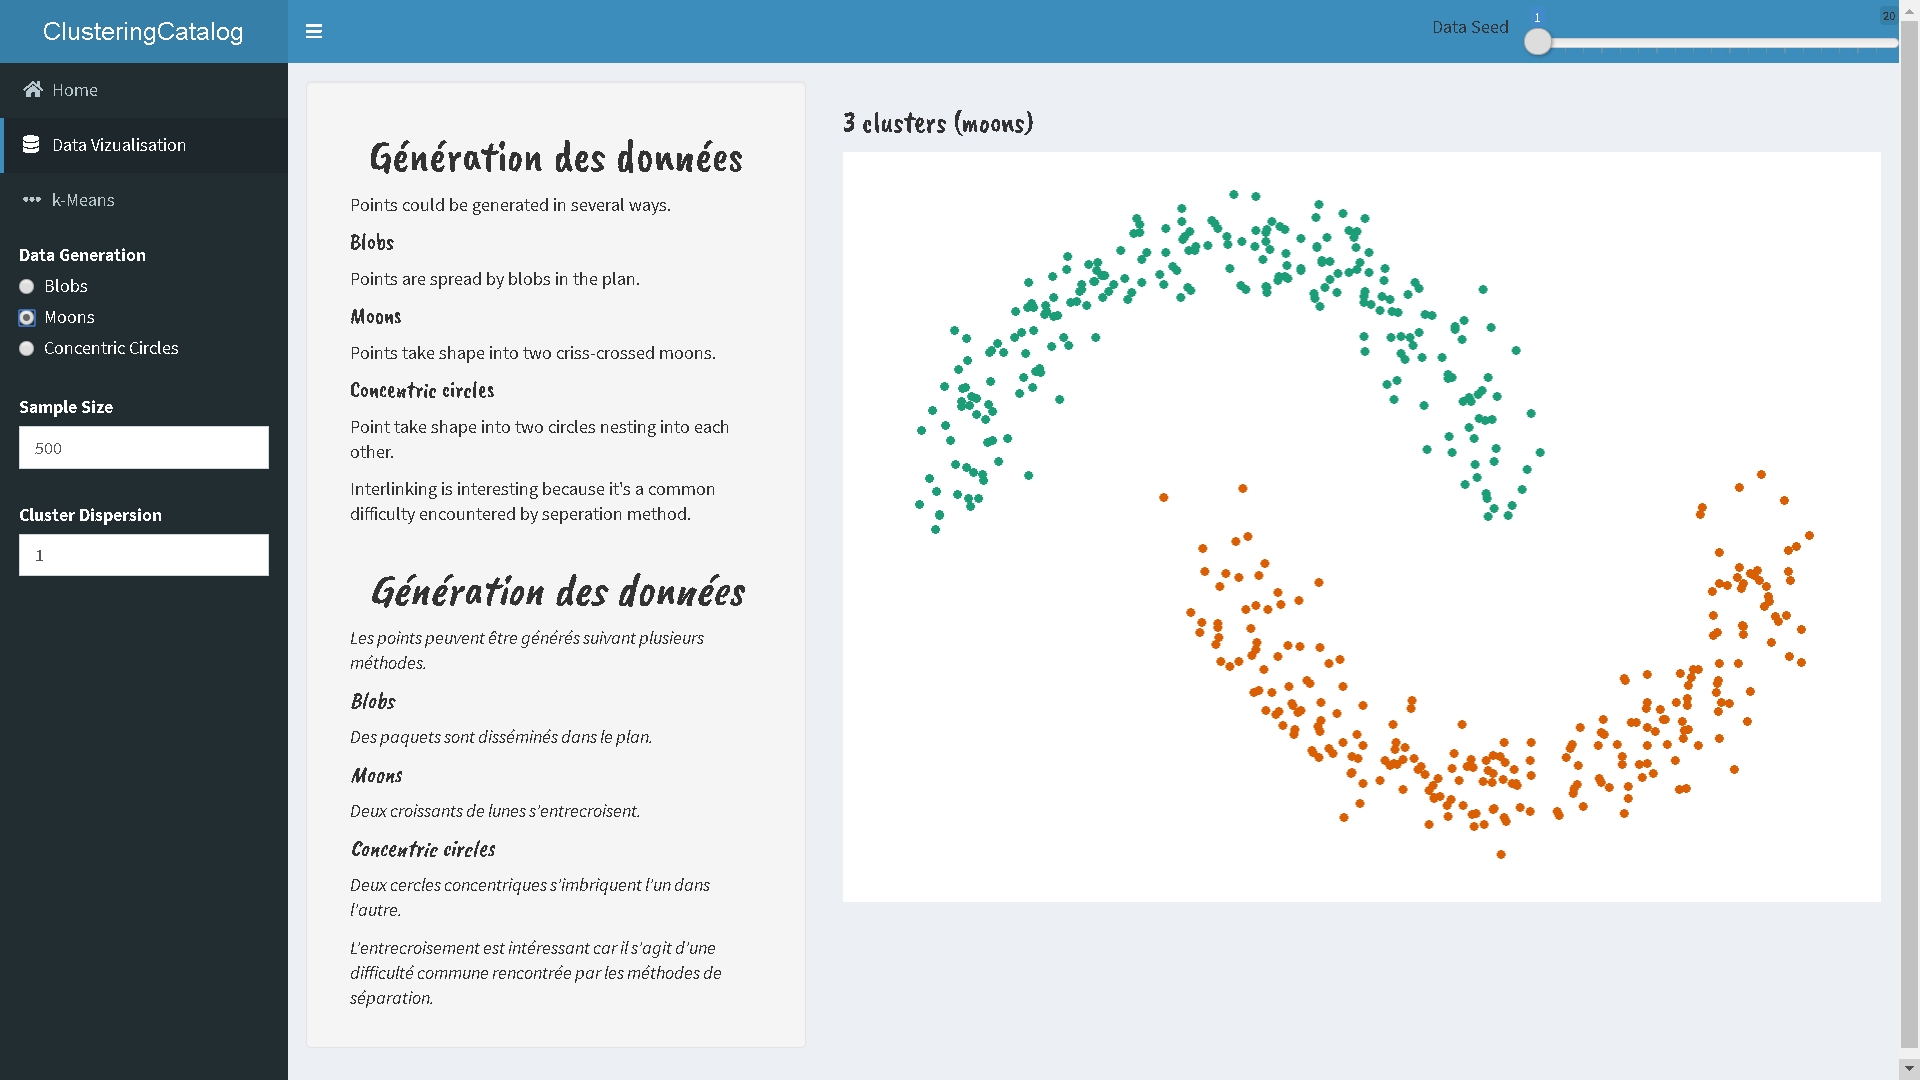 ClusteringCatalog
Data Seed
1
20
Home
Data Vizualisation
k-Means
Data Generation
Blobs
Moons
Concentric Circles
Sample Size
500
Cluster Dispersion
1
Génération des données
Points could be generated in several ways.
Blobs
Points are spread by blobs in the plan.
Moons
Points take shape into two criss-crossed moons.
Concentric circles
Point take shape into two circles nesting into each
other.
Interlinking is interesting because it's a common
difficulty encountered by seperation method.
Génération des données
Les points peuvent être générés suivant plusieurs
méthodes.
Blobs
Des paquets sont disséminés dans le plan.
Moons
Deux croissants de lunes s'entrecroisent.
Concentric circles
Deux cercles concentriques s'imbriquent l'un dans
l'autre.
L'entrecroisement est intéressant car il s'agit d'une
difficulté commune rencontrée par les méthodes de
séparation.
3 clusters (moons)